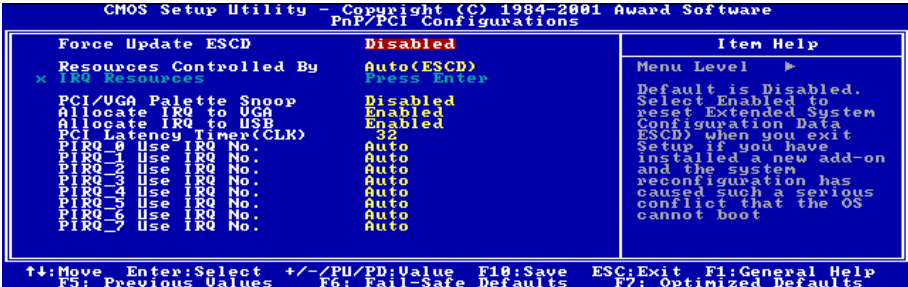 CMOS Setup Utility - Copyright (C) 1984-2001 Award Software
PnP/PCI Configurations
Force Update ESCD Disabled
Resources Controlled By Auto(ESCD)
x IRQ Resources Press Enter
PCI/VGA Palette Snoop Disabled
Allocate IRQ to VGA Enabled
Allocate IRQ to USB Enabled
PCI Latency Timer(CLK) 32
PIRQ_0 Use IRQ No. Auto
PIRQ_1 Use IRQ No. Auto
PIRQ_2 Use IRQ No. Auto
PIRQ_3 Use IRQ No. Auto
PIRQ_4 Use IRQ No. Auto
PIRQ_5 Use IRQ No. Auto
PIRQ_6 Use IRQ No. Auto
PIRQ_7 Use IRQ No. Auto
Item Help
Menu Level ►
Default is Disabled.
Select Enabled to
reset Extended System
Configuration Data
ESCD) when you exit
Setup if you have
installed a new add-on
and the system
reconfiguration has
caused such a serious
conflict that the OS
cannot boot
↑↓:Move Enter:Select +/-/PU/PD:Value F10:Save ESC:Exit F1:General Help
F5: Previous Values F6: Fail-Safe Defaults F7: Optimized Defaults